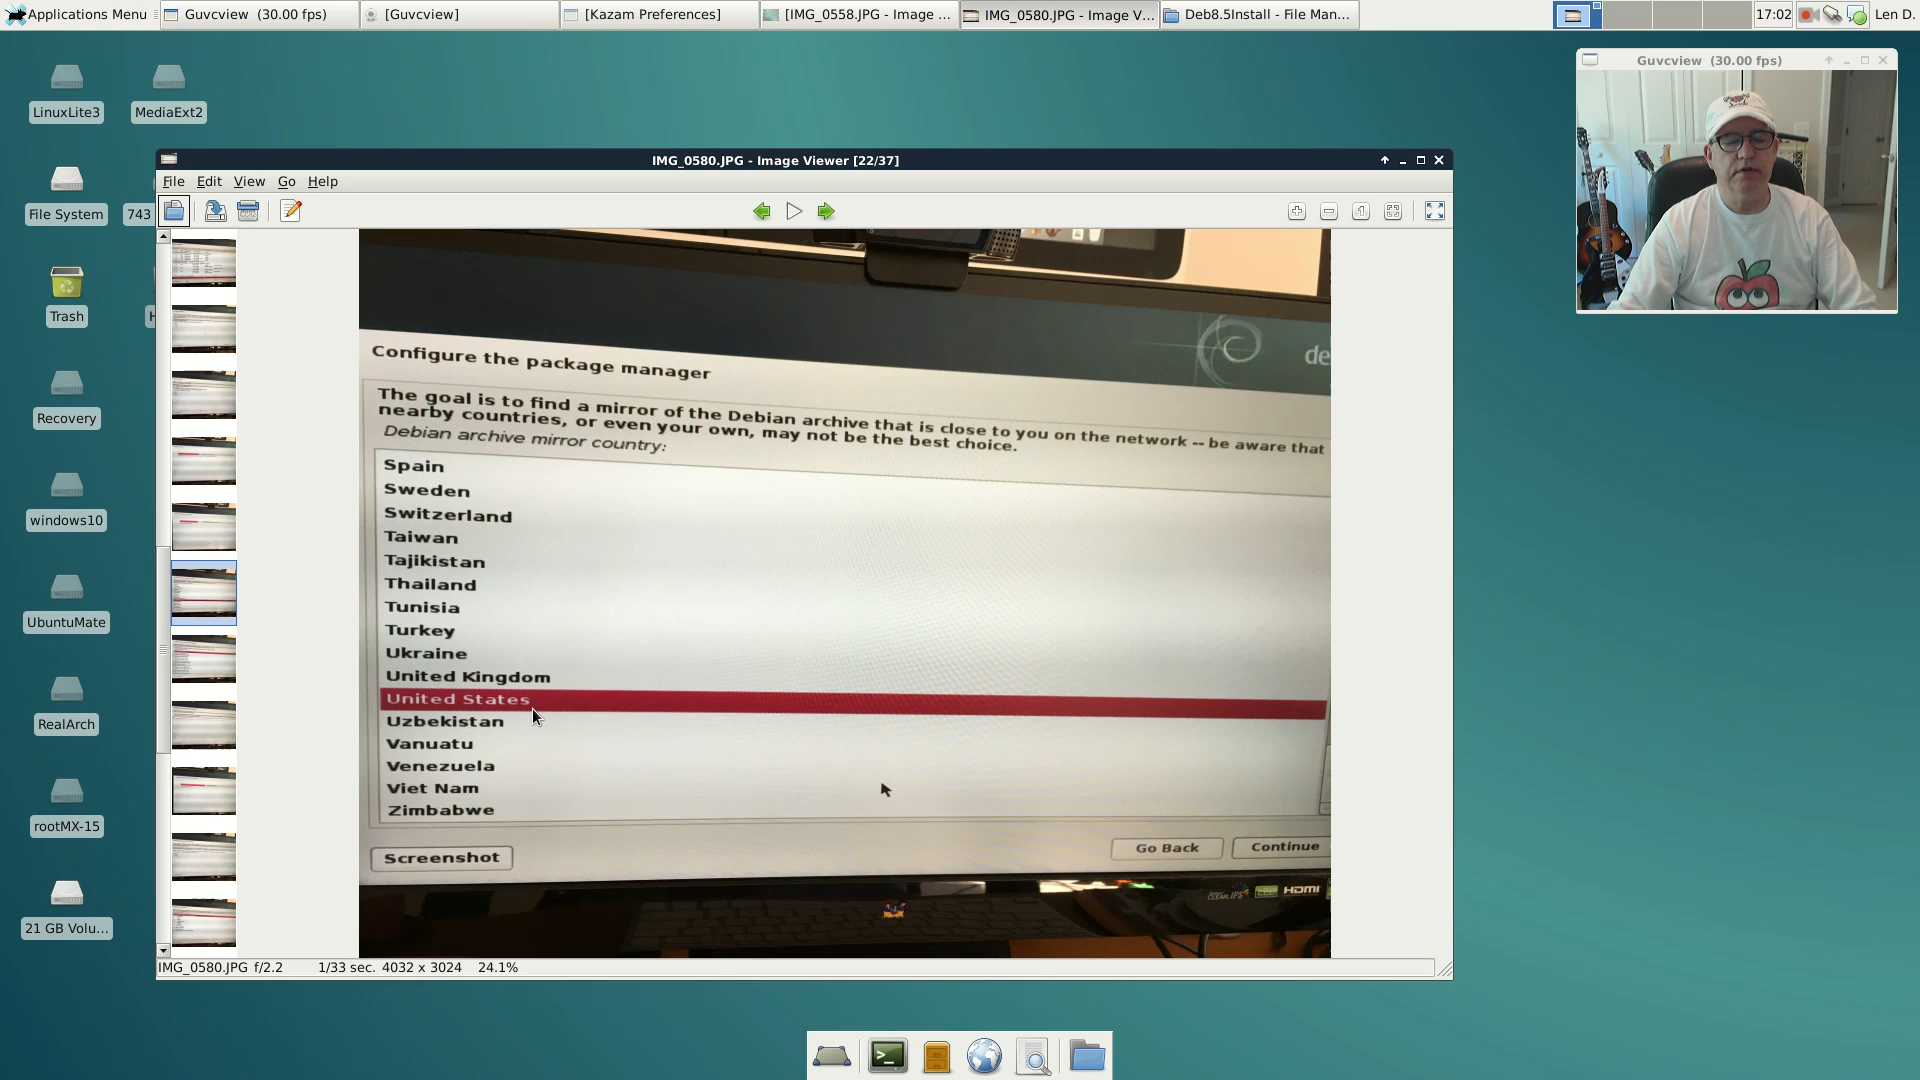 Applications Menu
Guvcview (30.00 fps)
[Guvcview]
[Kazam Preferences]
[IMG_0558.JPG - Image ...
IMG_0580.JPG - Image V...
Deb8.5Install - File Man...
17:02
Len D.
LinuxLite3
MediaExt2
File System
743
Trash
H
Recovery
windows10
UbuntuMate
RealArch
rootMX-15
21 GB Volu...
Guvcview (30.00 fps)
IMG_0580.JPG - Image Viewer [22/37]
File Edit View Go Help
de
Configure the package manager
The goal is to find a mirror of the Debian archive that is close to you on the network -- be aware that
nearby countries, or even your own, may not be the best choice.
Debian archive mirror country:
Spain
Sweden
Switzerland
Taiwan
Tajikistan
Thailand
Tunisia
Turkey
Ukraine
United Kingdom
United States
Uzbekistan
Vanuatu
Venezuela
Viet Nam
Zimbabwe
Screenshot
Go Back
Continue
HDMI
IMG_0580.JPG f/2.2 1/33 sec. 4032 x 3024 24.1%